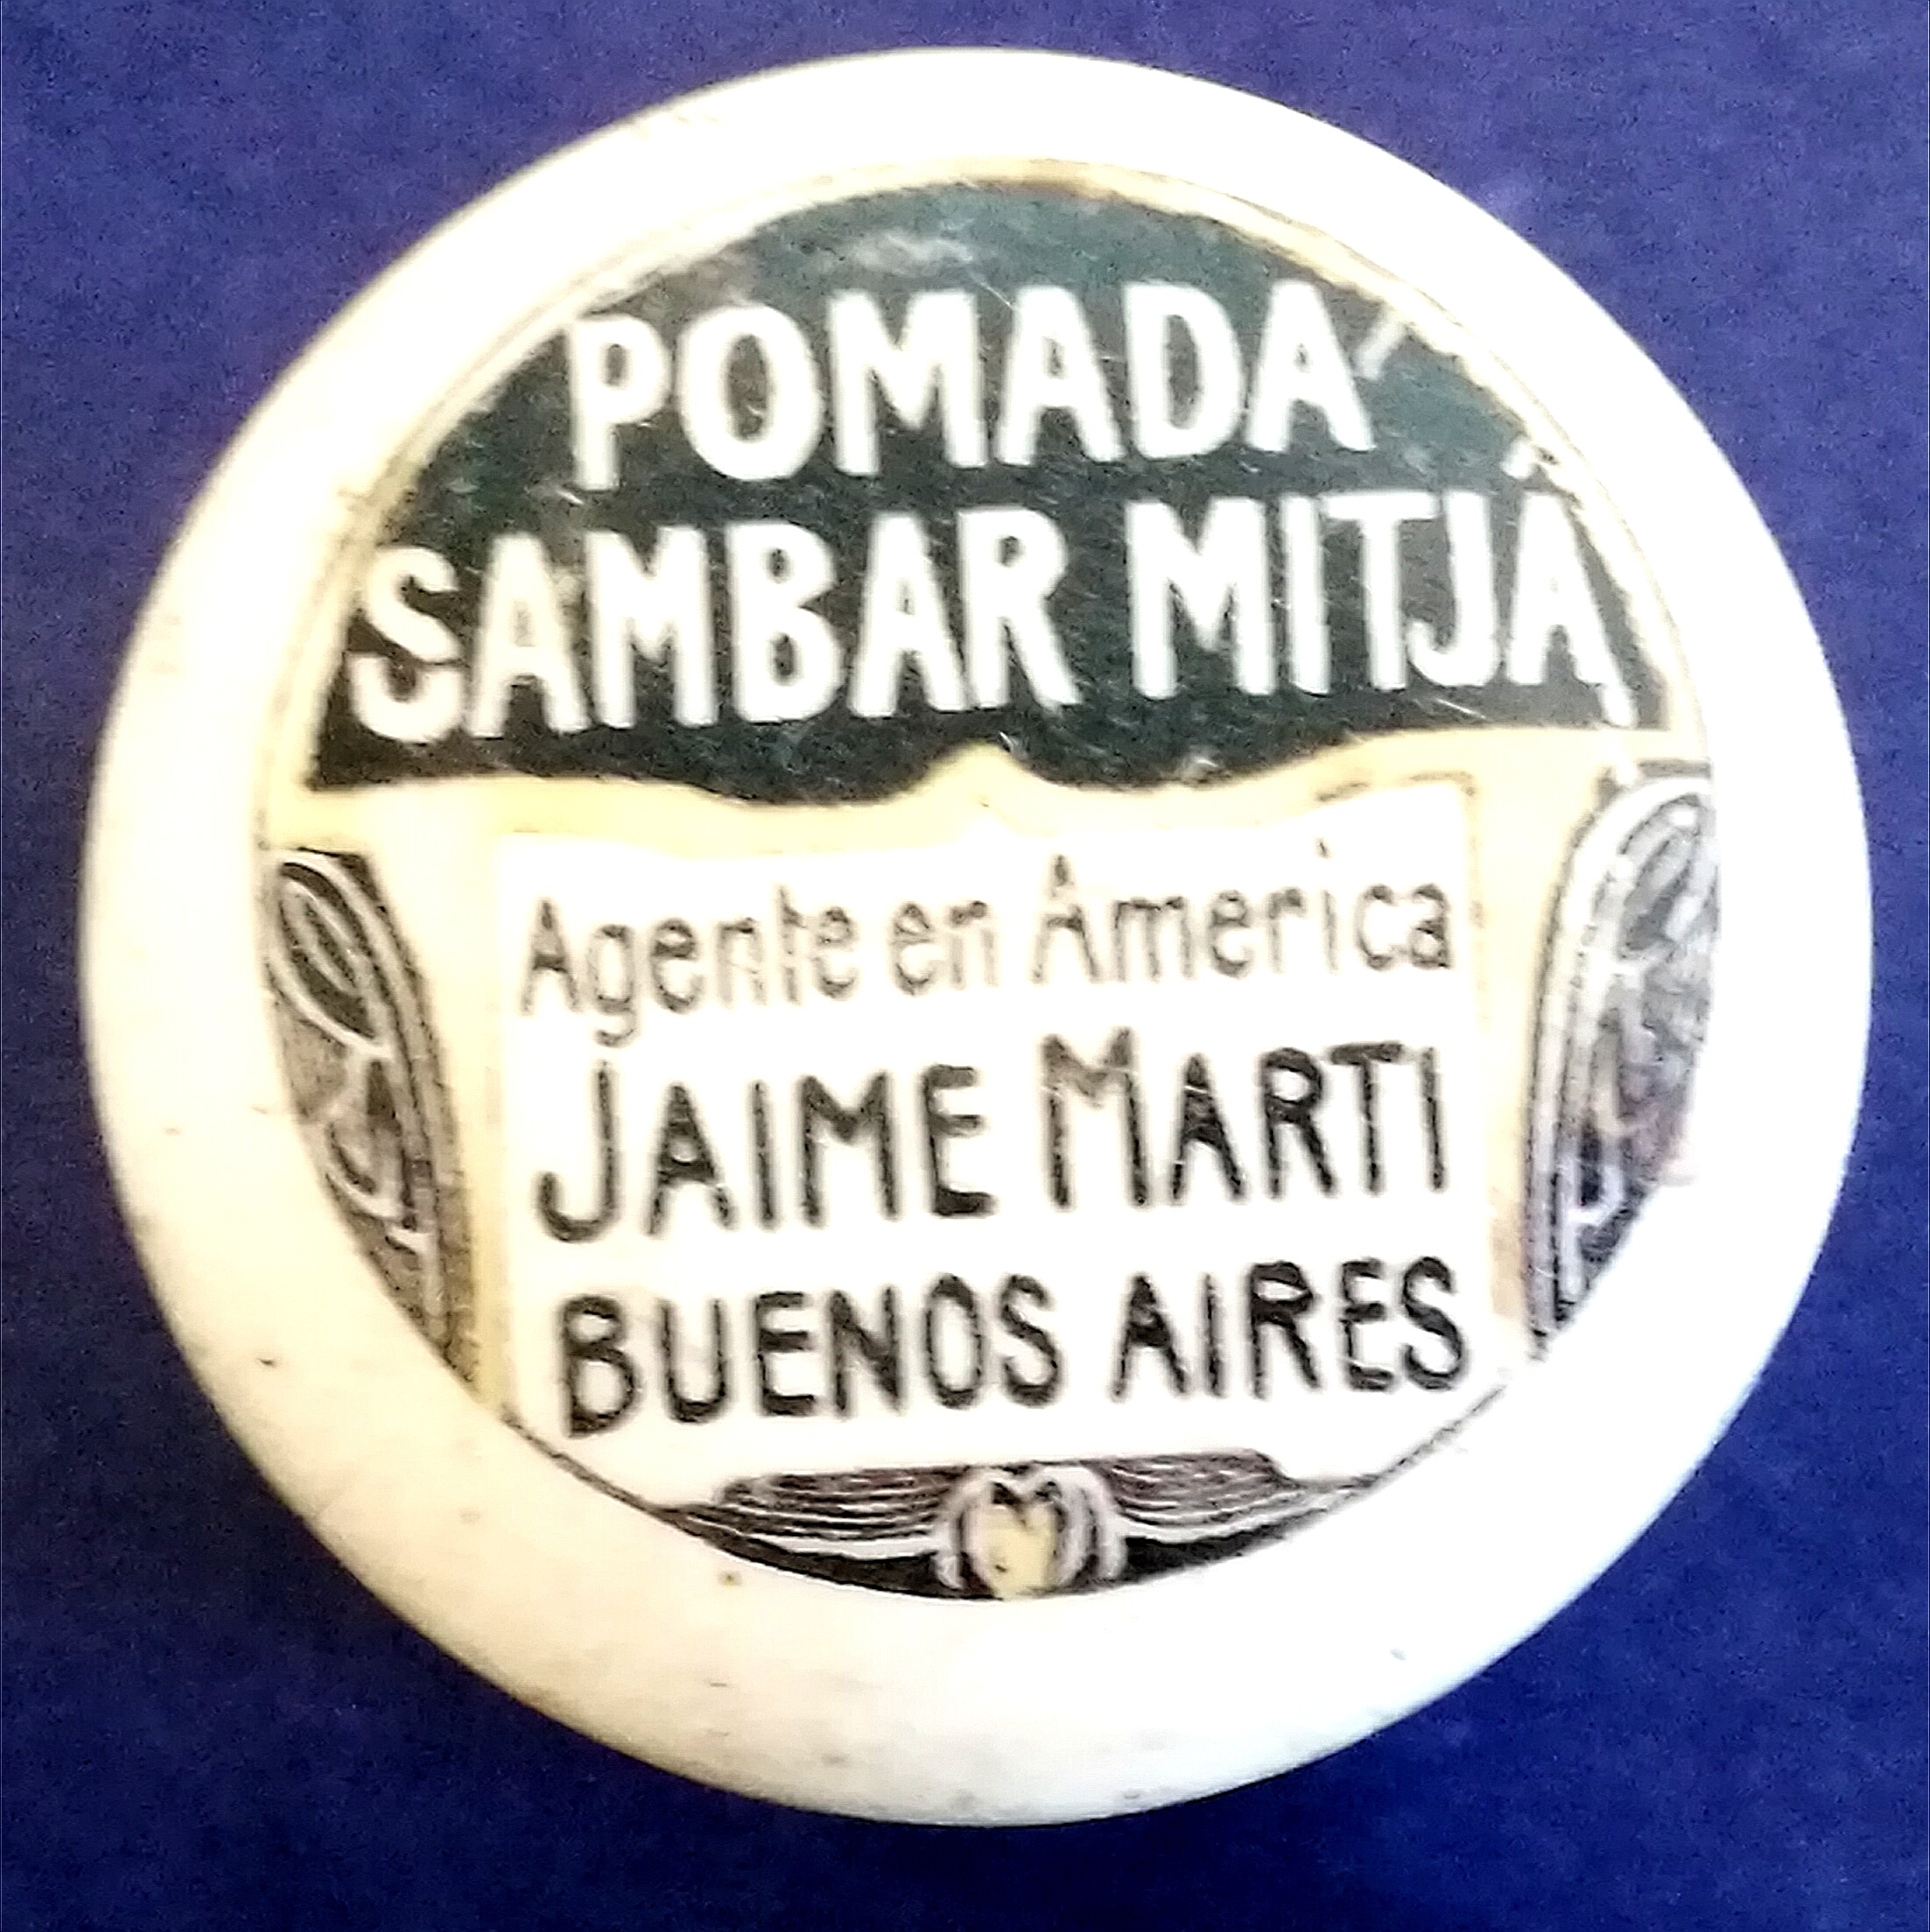 POMADA
SAMBAR MITJÁ
Agente en America
JAIME MARTI
BUENOS AIRES